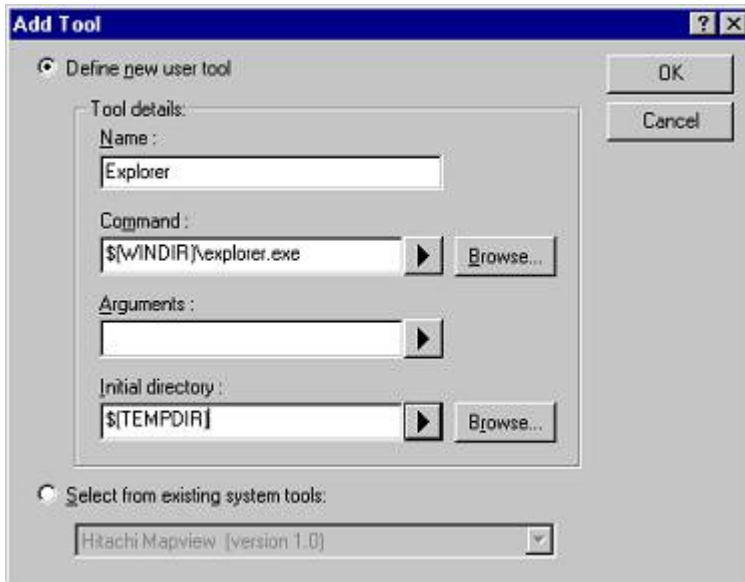 Add Tool
Define new user tool
OK
Cancel
Tool details:
Name :
Explorer
Command :
$(WINDIR)\explorer.exe
Browse...
Arguments :
Initial directory :
$(TEMPDIR)
Browse...
Select from existing system tools:
Hitachi Mapview (version 1.0)